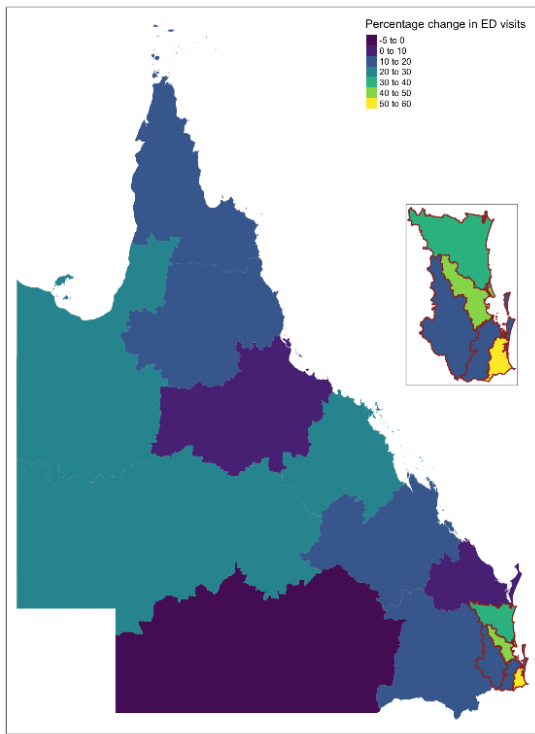 Percentage change in ED visits
-5 to 0
0 to 10
10 to 20
20 to 30
30 to 40
40 to 50
50 to 60